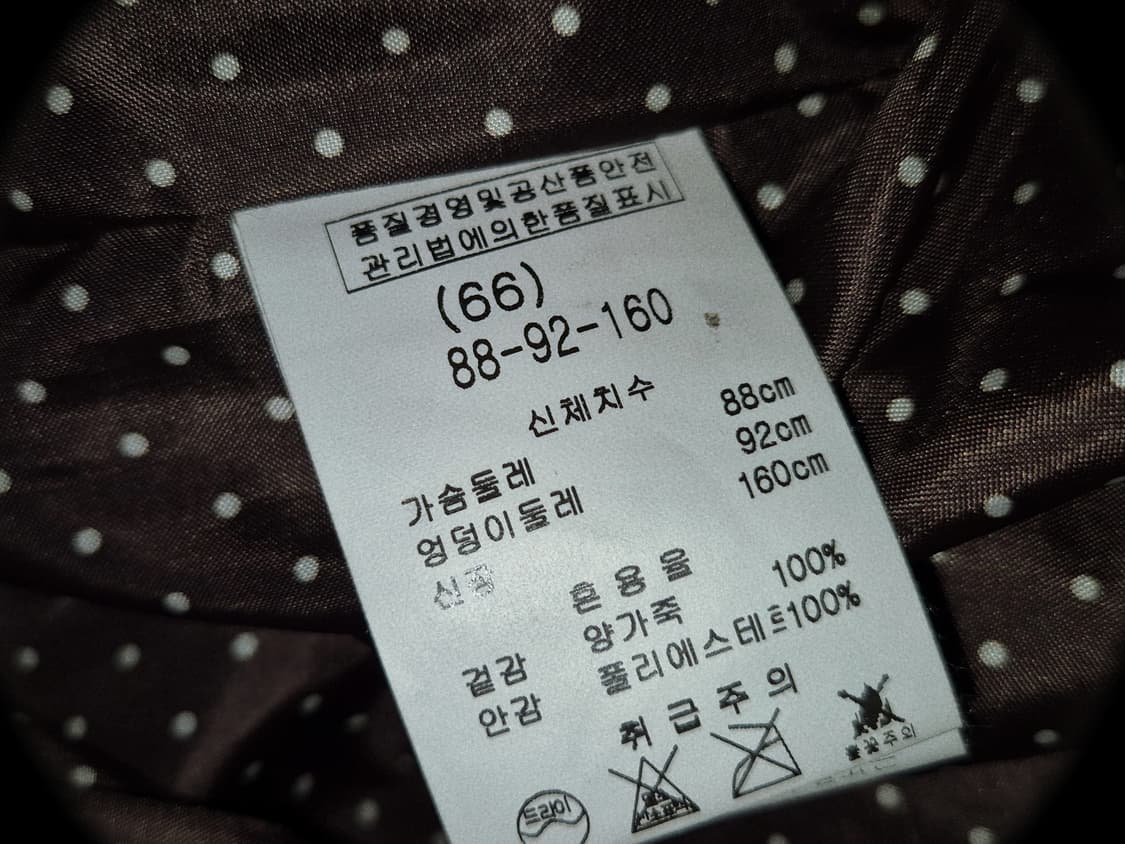 품질경영및공산품안전
관리법에의한품질표시
(66)
88-92-160
신체치수
가슴둘레 88cm
엉덩이둘레 92cm
신장 160cm
혼용율
겉감 양가죽 100%
안감 폴리에스테르100%
취급주의
드라이